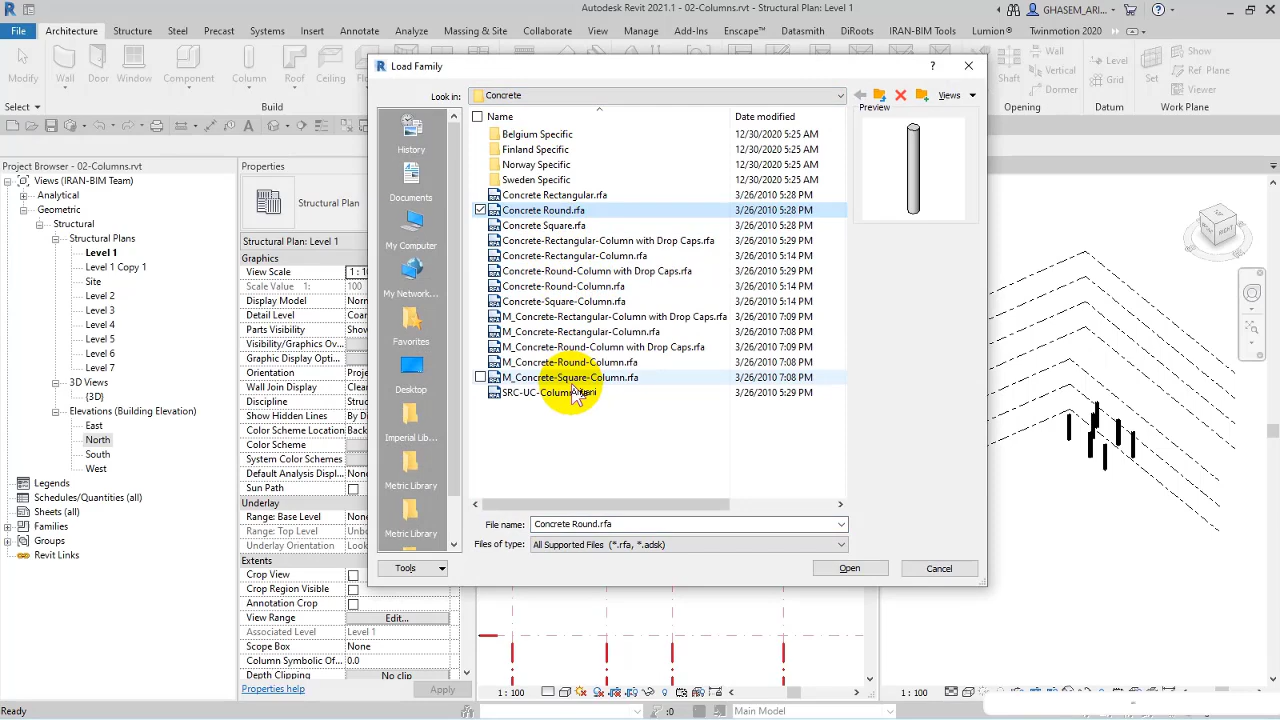 Autodesk Revit 2021.1 - 02-Columns.rvt - Structural Plan: Level 1
GHASEM_ARI...
File Architecture Structure Steel Precast Systems Insert Annotate Analyze Massing & Site Collaborate View Manage Add-Ins Enscape™ Datasmith DiRoots IRAN-BIM Tools Lumion® Twinmotion 2020
Modify Wall Door Window Component Column Roof Ceiling
Shaft Wall Vertical Dormer Level Grid Set Show Ref Plane Viewer
Select Build Opening Datum Work Plane
Project Browser - 02-Columns.rvt
Views (IRAN-BIM Team)
Analytical
Geometric
Structural
Structural Plans
Level 1
Level 1 Copy 1
Site
Level 2
Level 3
Level 4
Level 5
Level 6
Level 7
3D Views
{3D}
Elevations (Building Elevation)
East
North
South
West
Legends
Schedules/Quantities (all)
Sheets (all)
Families
Groups
Revit Links
Properties
Structural Plan
Structural Plan: Level 1
Graphics
View Scale
Scale Value 1: 100
Display Model Nor
Detail Level Coar
Parts Visibility
Visibility/Graphic
Graphic Display
Wall Join Display
Discipline
Show Hidden Lines
Color Scheme
Color Scheme
System Color Schemes
Default Analysis Displ...
Sun Path
Underlay
Range: Base Level None
Range: Top Level
Underlay Orientation
Extents
Crop View
Crop Region Visible
Annotation Crop
View Range Edit...
Associated Level Level 1
Scope Box None
Column Symbolic Of... 0.0
Depth Clipping No clip
Properties help Apply
Load Family
Look in: Concrete Views
History
Documents
My Computer
My Network...
Favorites
Desktop
Imperial Lib...
Metric Library
Metric Library
Name Date modified
Belgium Specific 12/30/2020 5:25 AM
Finland Specific 12/30/2020 5:25 AM
Norway Specific 12/30/2020 5:25 AM
Sweden Specific 12/30/2020 5:25 AM
Concrete Rectangular.rfa 3/26/2010 5:28 PM
Concrete Round.rfa 3/26/2010 5:28 PM
Concrete Square.rfa 3/26/2010 5:28 PM
Concrete-Rectangular-Column with Drop Caps.rfa 3/26/2010 5:29 PM
Concrete-Rectangular-Column.rfa 3/26/2010 5:14 PM
Concrete-Round-Column with Drop Caps.rfa 3/26/2010 5:29 PM
Concrete-Round-Column.rfa 3/26/2010 5:14 PM
Concrete-Square-Column.rfa 3/26/2010 5:14 PM
M_Concrete-Rectangular-Column with Drop Caps.rfa 3/26/2010 7:09 PM
M_Concrete-Rectangular-Column.rfa 3/26/2010 7:08 PM
M_Concrete-Round-Column with Drop Caps.rfa 3/26/2010 7:09 PM
M_Concrete-Round-Column.rfa 3/26/2010 7:08 PM
M_Concrete-Square-Column.rfa 3/26/2010 7:08 PM
SRC-UC-Column 3/26/2010 5:29 PM
Preview
File name: Concrete Round.rfa
Files of type: All Supported Files (*.rfa, *.adsk)
Tools Open Cancel
TOP
FRONT RIGHT
1 : 100
1 : 100
Ready
:0
Main Model